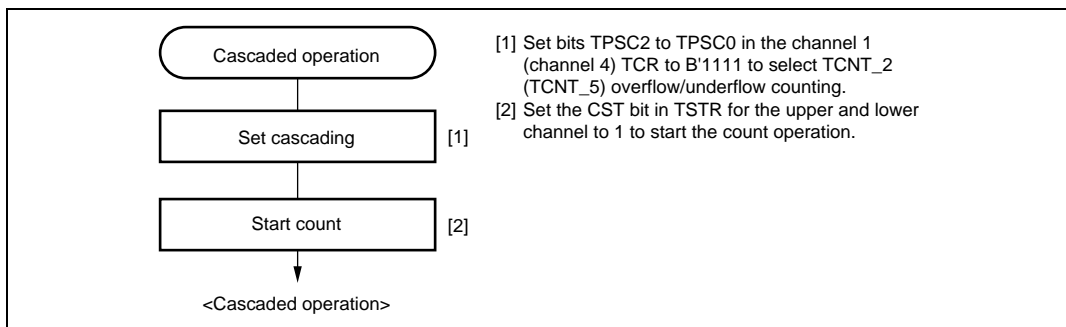 Cascaded operation
Set cascading
[1]
Start count
[2]
<Cascaded operation>
[1] Set bits TPSC2 to TPSC0 in the channel 1
(channel 4) TCR to B'1111 to select TCNT_2
(TCNT_5) overflow/underflow counting.
[2] Set the CST bit in TSTR for the upper and lower
channel to 1 to start the count operation.